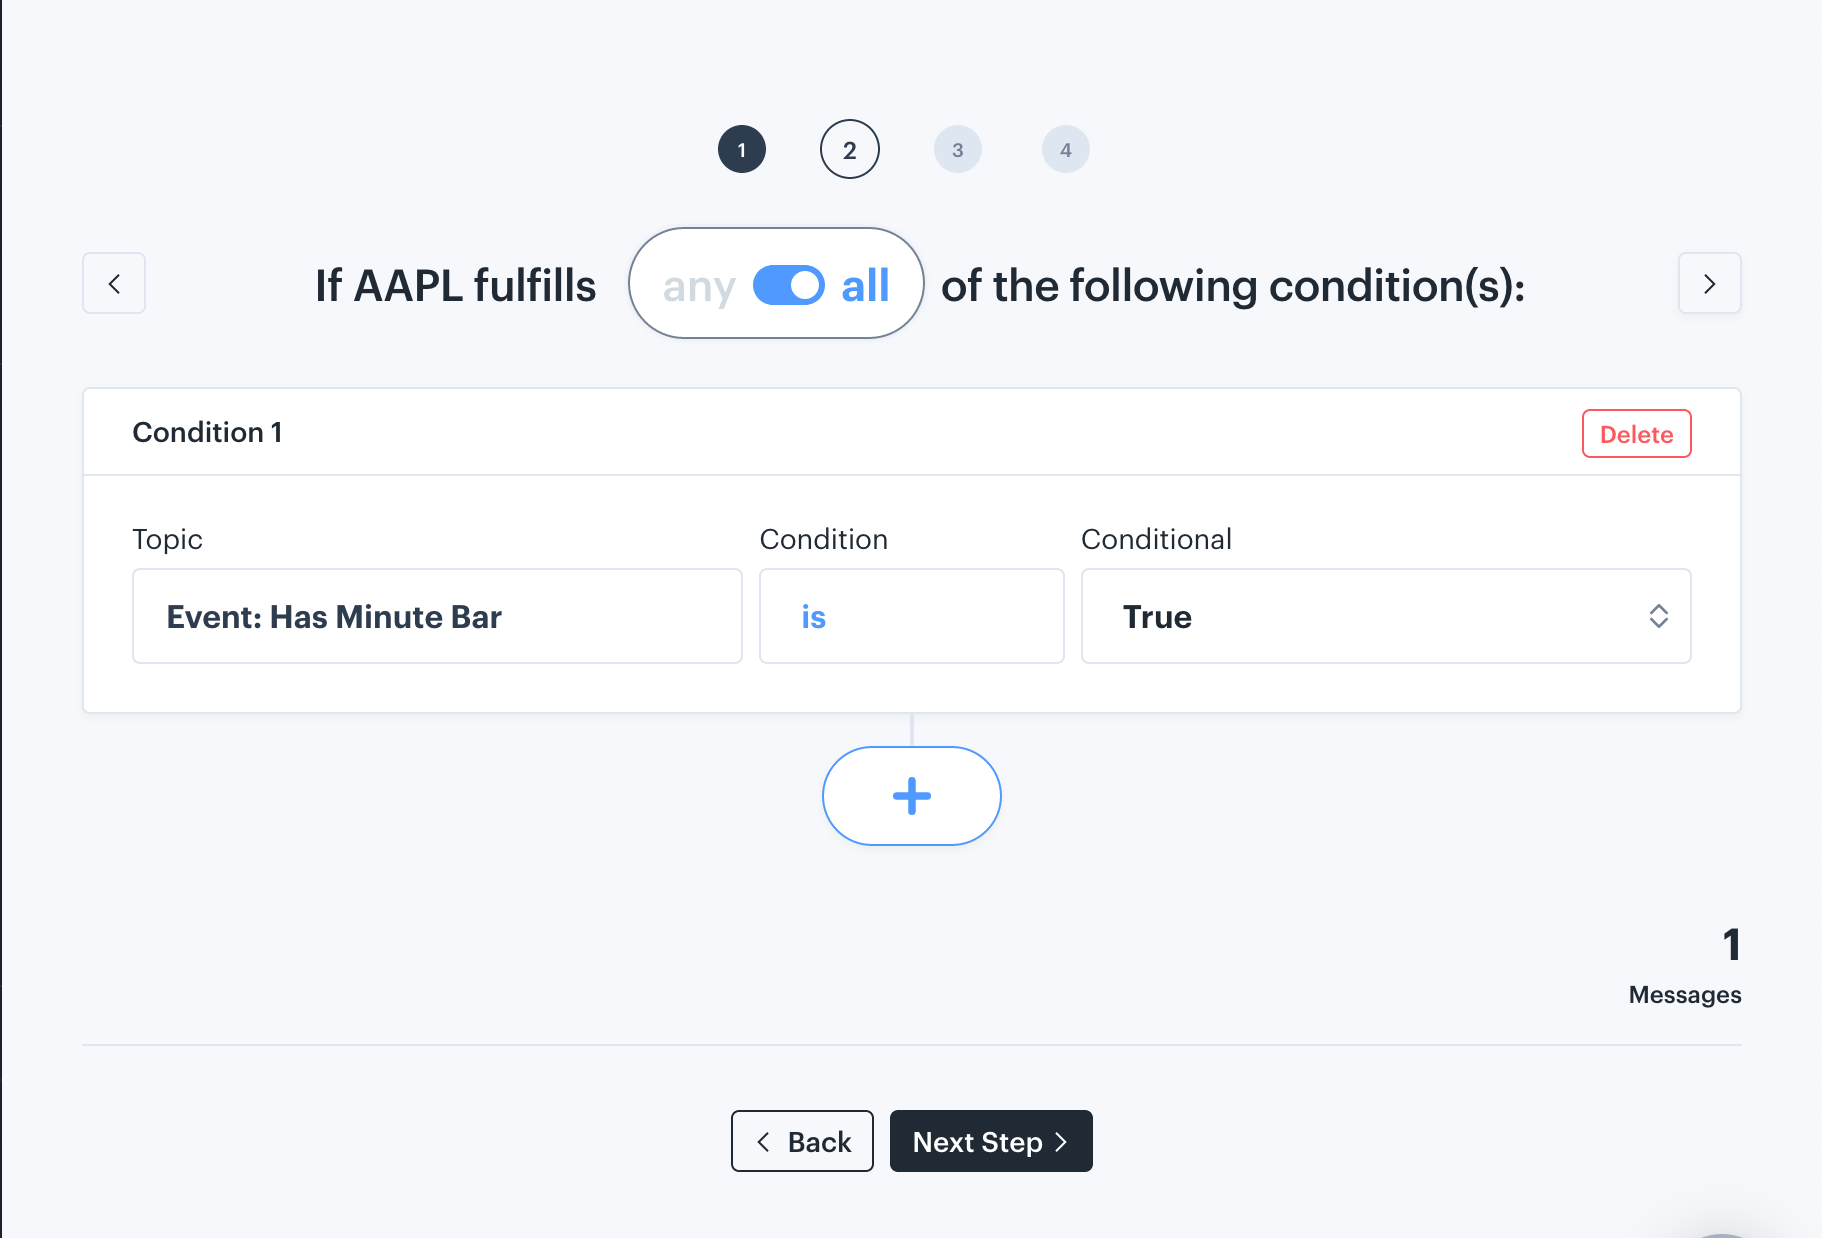 1 2 3 4
If AAPL fulfills any all of the following condition(s):
Condition 1 Delete
Topic Condition Conditional
Event: Has Minute Bar is True
1
Messages
Back Next Step